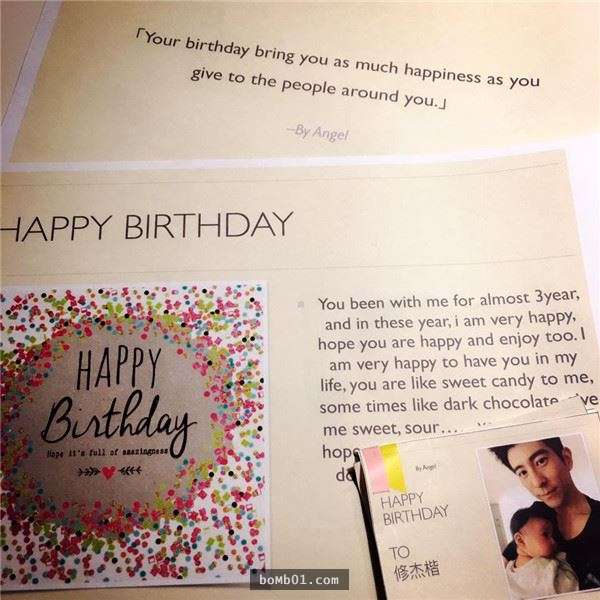 「Your birthday bring you as much happiness as you
give to the people around you.」
–By Angel
HAPPY BIRTHDAY
HAPPY
Birthday
Hope it's full of amazingness
You been with me for almost 3year,
and in these year, i am very happy,
hope you are happy and enjoy too. I
am very happy to have you in my
life, you are like sweet candy to me,
some times like dark chocolate
me sweet, sour
By Angel
HAPPY
BIRTHDAY
TO
修杰楷
boMb01.com